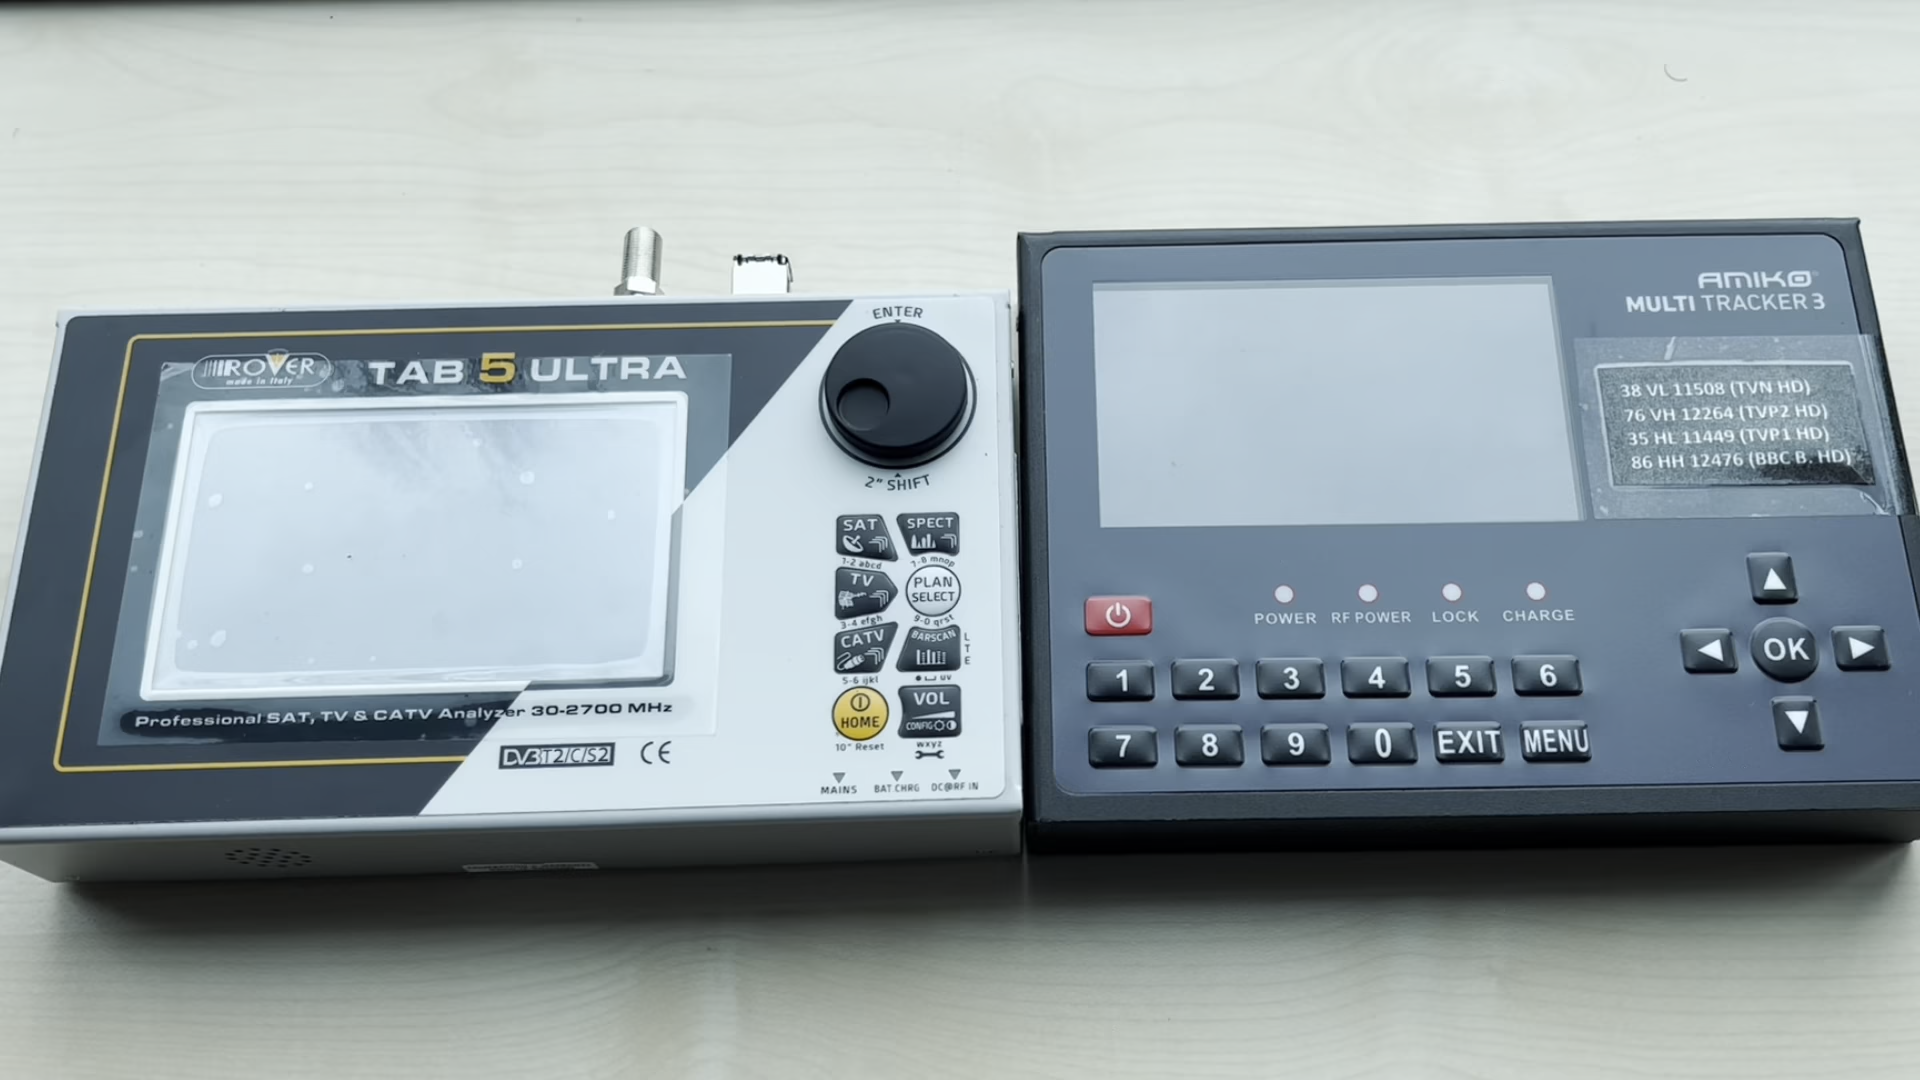 ROVER
made in Italy
TAB 5 ULTRA
Professional SAT, TV & CATV Analyzer 30-2700 MHz
DVB T2/C/S2
CE
ENTER
2" SHIFT
SAT
SPECT
1-2 abcd
7-8 mnop
TV
PLAN
SELECT
3-4 efgh
9-0 qrst
CATV
BARSCAN
LTE
5-6 ijkl
uv
HOME
VOL
CONFIG
10" Reset
wxyz
MAINS
BAT.CHRG
DC@RF IN
AMIKO
MULTI TRACKER 3
38 VL 11508 (TVN HD)
76 VH 12264 (TVP2 HD)
35 HL 11449 (TVP1 HD)
86 HH 12476 (BBC B. HD)
POWER
RF POWER
LOCK
CHARGE
OK
1 2 3 4 5 6
7 8 9 0 EXIT MENU